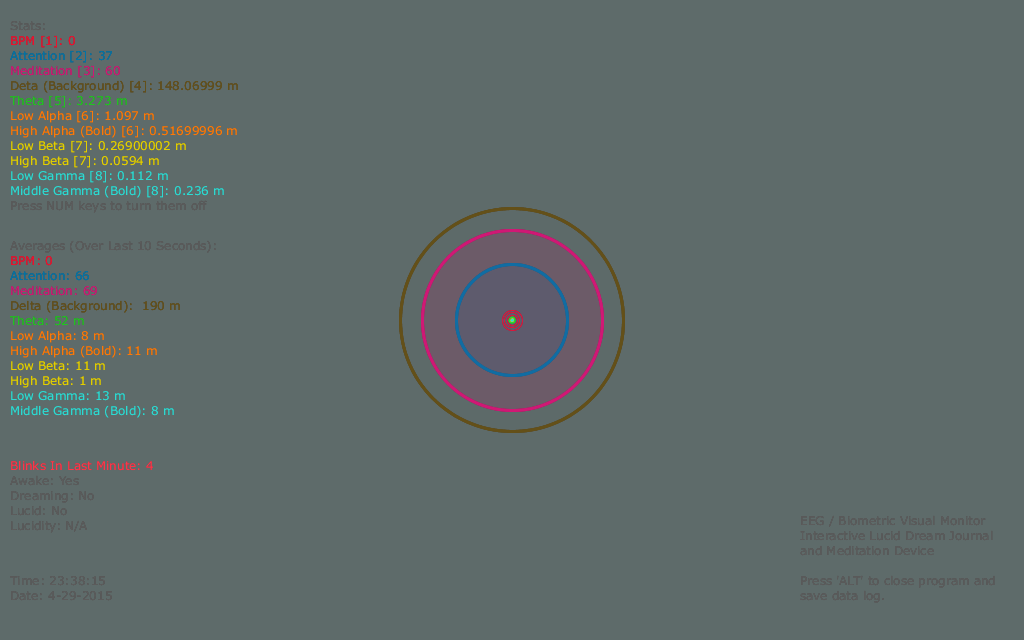 Stats:
BPM [1]: 0
Attention [2]: 37
Meditation [3]: 60
Deta (Background) [4]: 148.06999 m
Theta [5]: 3.273 m
Low Alpha [6]: 1.097 m
High Alpha (Bold) [6]: 0.51699996 m
Low Beta [7]: 0.26900002 m
High Beta [7]: 0.0594 m
Low Gamma [8]: 0.112 m
Middle Gamma (Bold) [8]: 0.236 m
Press NUM keys to turn them off
Averages (Over Last 10 Seconds):
BPM: 0
Attention: 66
Meditation: 69
Delta (Background): 190 m
Theta: 52 m
Low Alpha: 8 m
High Alpha (Bold): 11 m
Low Beta: 11 m
High Beta: 1 m
Low Gamma: 13 m
Middle Gamma (Bold): 8 m
Blinks In Last Minute: 4
Awake: Yes
Dreaming: No
Lucid: No
Lucidity: N/A
Time: 23:38:15
Date: 4-29-2015
EEG / Biometric Visual Monitor
Interactive Lucid Dream Journal
and Meditation Device
Press 'ALT' to close program and
save data log.